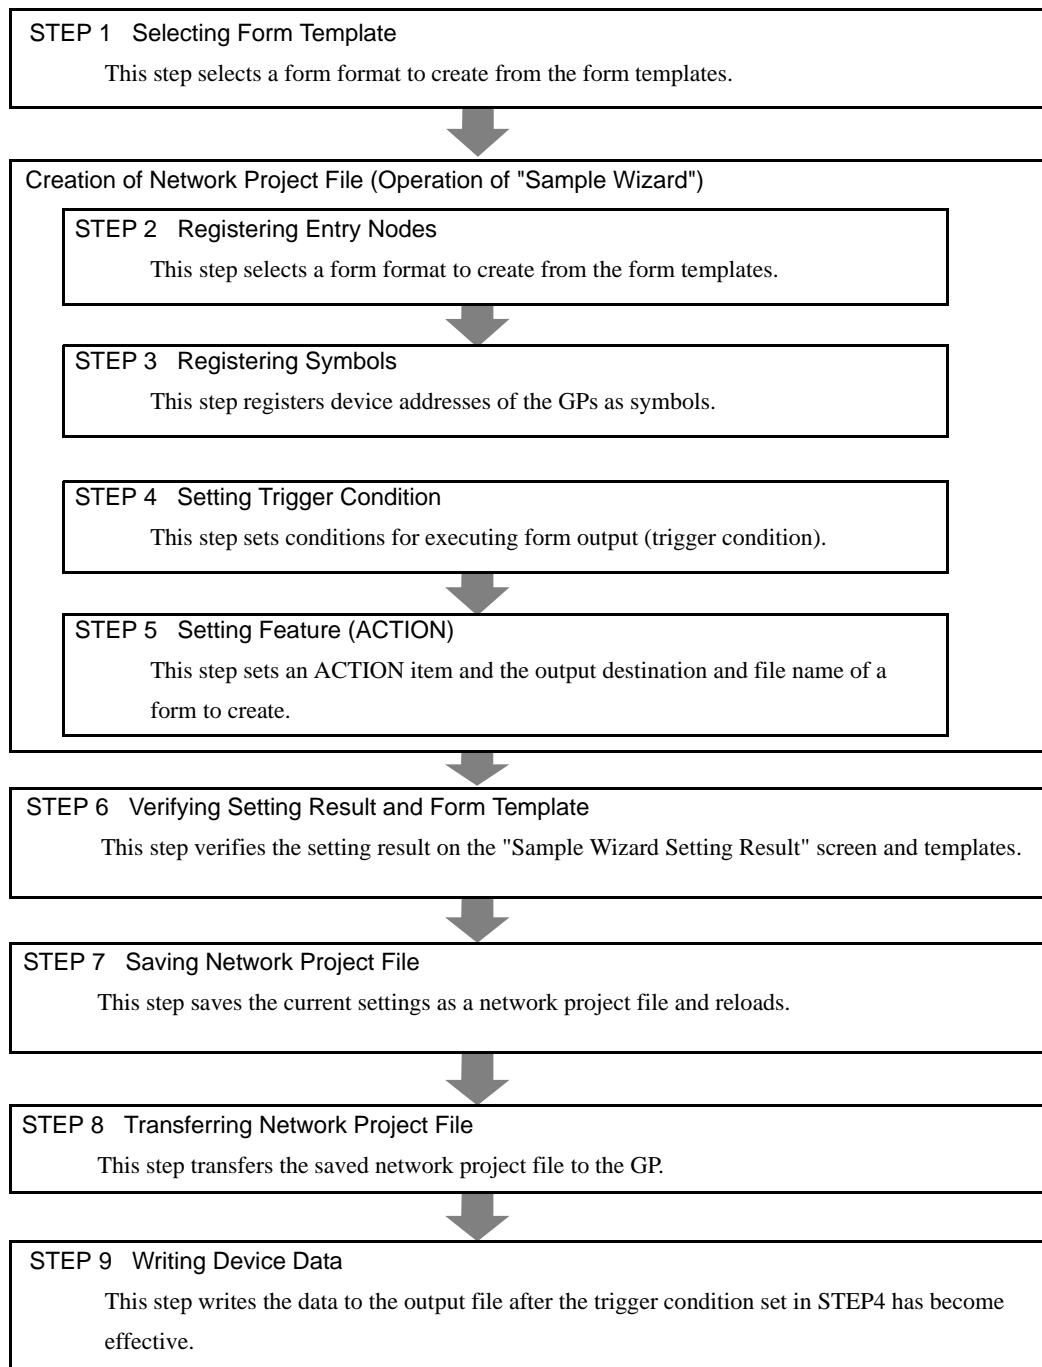 STEP 1 Selecting Form Template
This step selects a form format to create from the form templates.
Creation of Network Project File (Operation of "Sample Wizard")
STEP 2 Registering Entry Nodes
This step selects a form format to create from the form templates.
STEP 3 Registering Symbols
This step registers device addresses of the GPs as symbols.
STEP 4 Setting Trigger Condition
This step sets conditions for executing form output (trigger condition).
STEP 5 Setting Feature (ACTION)
This step sets an ACTION item and the output destination and file name of a
form to create.
STEP 6 Verifying Setting Result and Form Template
This step verifies the setting result on the "Sample Wizard Setting Result" screen and templates.
STEP 7 Saving Network Project File
This step saves the current settings as a network project file and reloads.
STEP 8 Transferring Network Project File
This step transfers the saved network project file to the GP.
STEP 9 Writing Device Data
This step writes the data to the output file after the trigger condition set in STEP4 has become
effective.